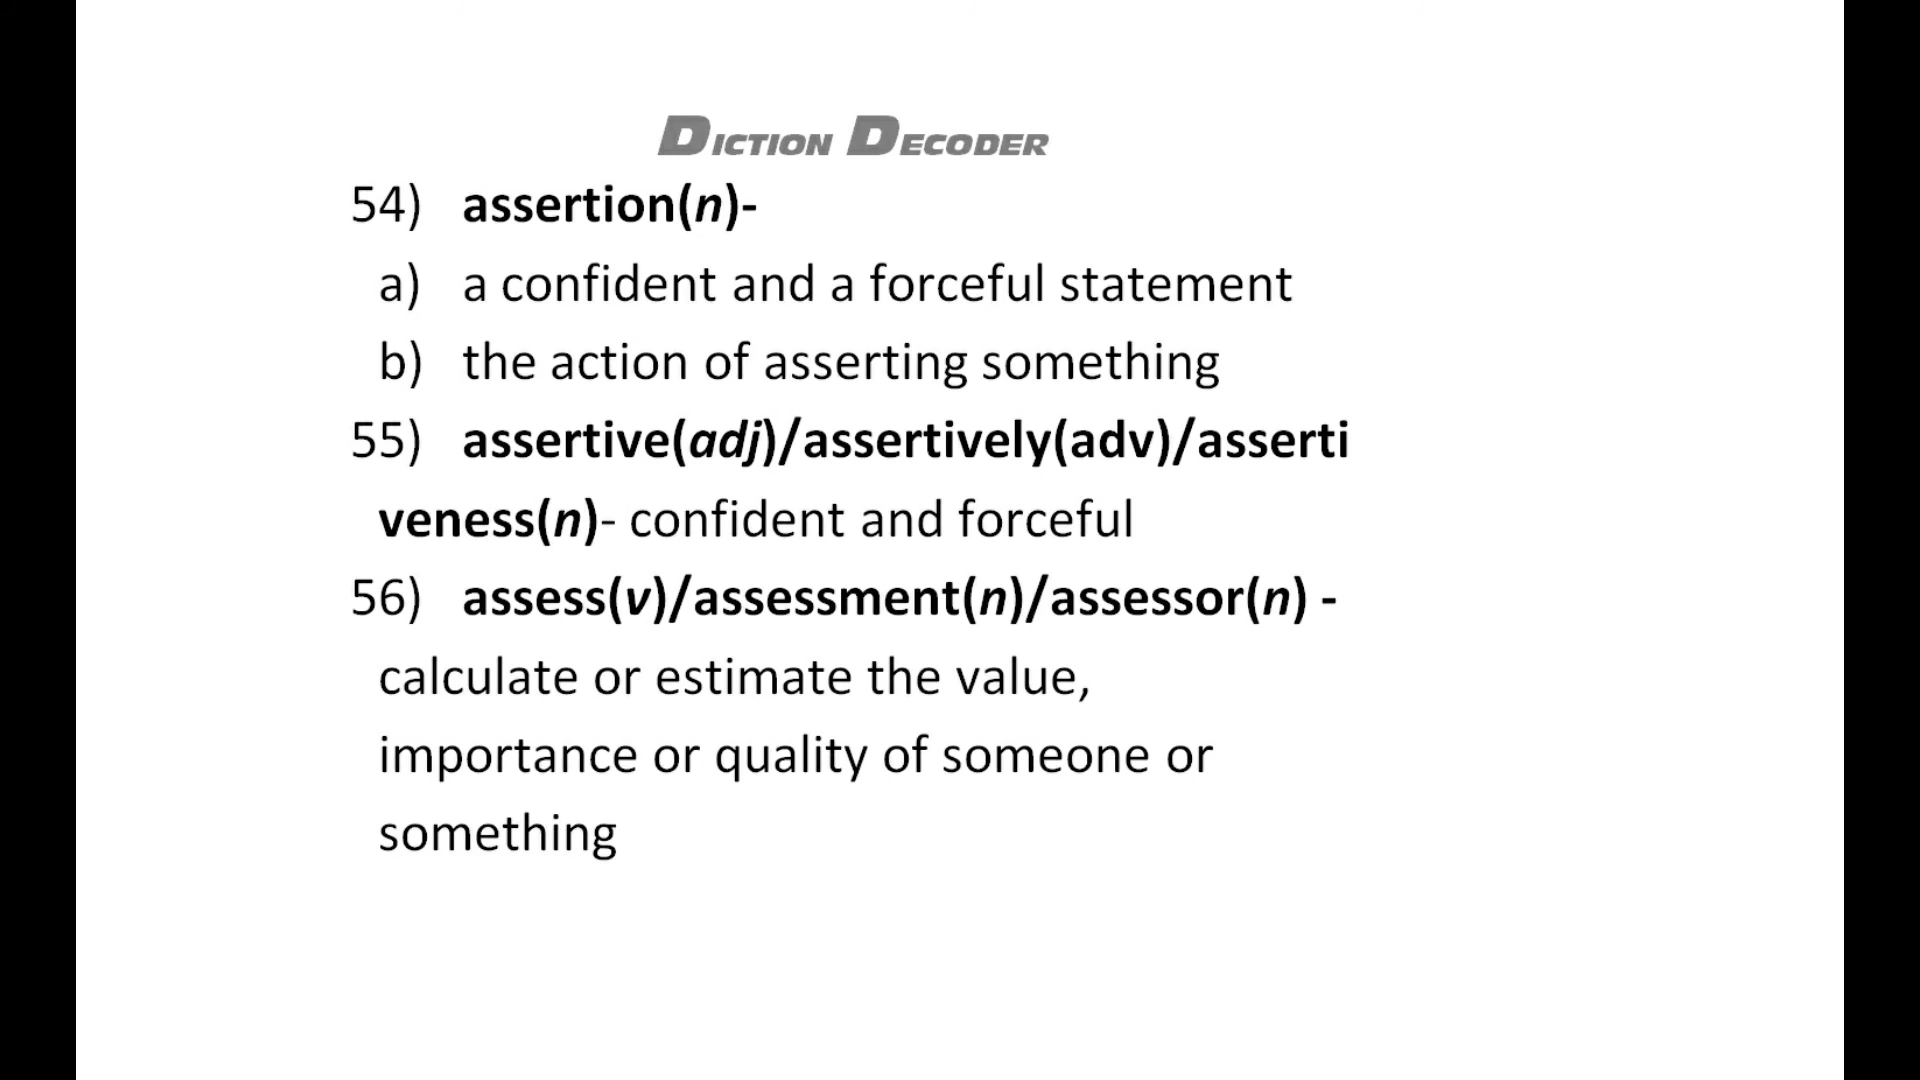 DICTION DECODER
54) assertion(n)-
a) a confident and a forceful statement
b) the action of asserting something
55) assertive(adj)/assertively(adv)/asserti
veness(n)- confident and forceful
56) assess(v)/assessment(n)/assessor(n) -
calculate or estimate the value,
importance or quality of someone or
something